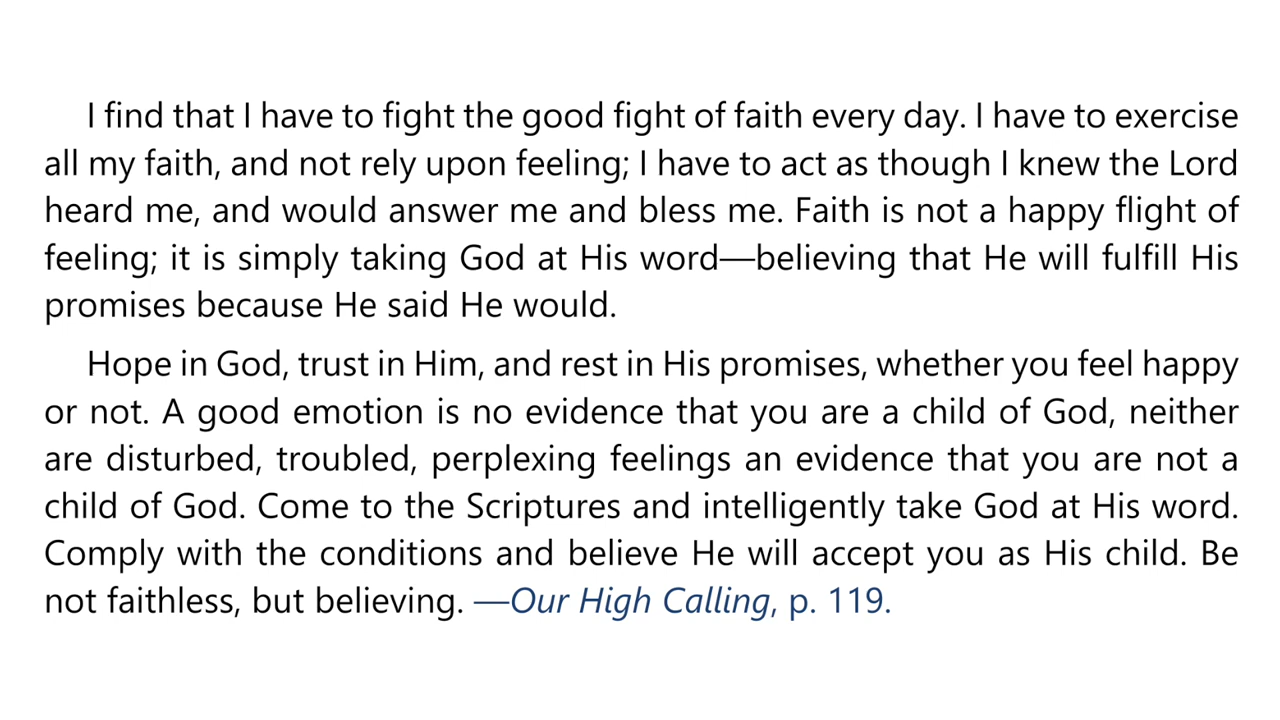 I find that I have to fight the good fight of faith every day. I have to exercise
all my faith, and not rely upon feeling; I have to act as though I knew the Lord
heard me, and would answer me and bless me. Faith is not a happy flight of
feeling; it is simply taking God at His word—believing that He will fulfill His
promises because He said He would.
Hope in God, trust in Him, and rest in His promises, whether you feel happy
or not. A good emotion is no evidence that you are a child of God, neither
are disturbed, troubled, perplexing feelings an evidence that you are not a
child of God. Come to the Scriptures and intelligently take God at His word.
Comply with the conditions and believe He will accept you as His child. Be
not faithless, but believing. —Our High Calling, p. 119.